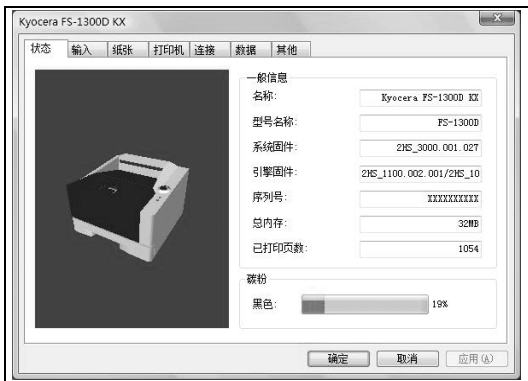 Kyocera FS-1300D KX
状态 输入 纸张 打印机 连接 数据 其他
一般信息
名称: Kyocera FS-1300D KX
型号名称: FS-1300D
系统固件: 2HS_3000.001.027
引擎固件: 2HS_1100.002.001/2HS_10
序列号: XXXXXXXXXX
总内存: 32MB
已打印页数: 1054
碳粉
黑色: 19%
确定 取消 应用(A)